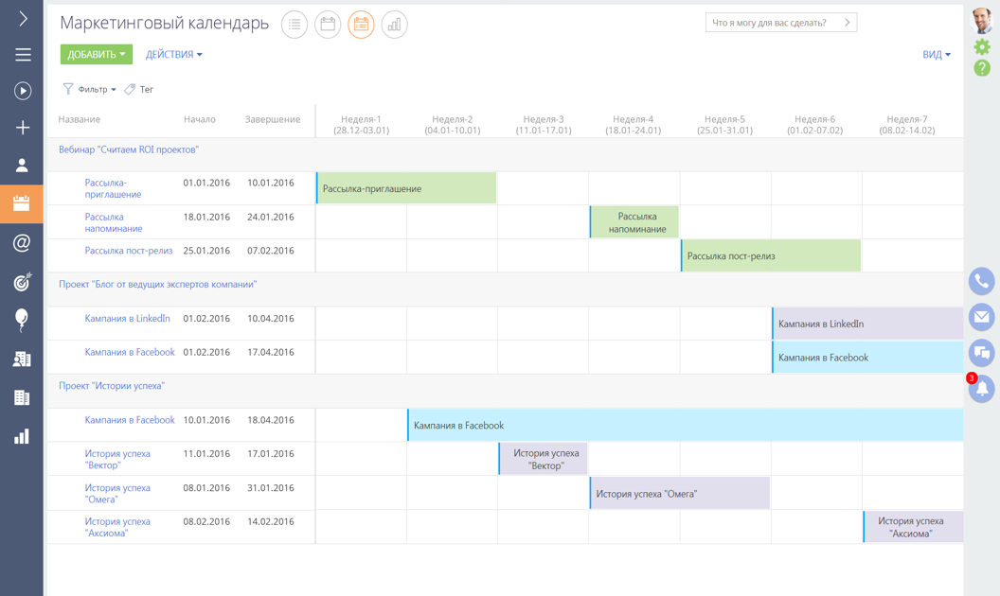 Маркетинговый календарь
Что я могу для вас сделать?
ДОБАВИТЬ
ДЕЙСТВИЯ
ВИД
Фильтр
Тег
Название
Начало
Завершение
Неделя-1
(28.12-03.01)
Неделя-2
(04.01-10.01)
Неделя-3
(11.01-17.01)
Неделя-4
(18.01-24.01)
Неделя-5
(25.01-31.01)
Неделя-6
(01.02-07.02)
Неделя-7
(08.02-14.02)
Вебинар "Считаем ROI проектов"
Рассылка-
приглашение
01.01.2016
10.01.2016
Рассылка-приглашение
Рассылка
напоминание
18.01.2016
24.01.2016
Рассылка
напоминание
Рассылка пост-релиз
25.01.2016
07.02.2016
Рассылка пост-релиз
Проект "Блог от ведущих экспертов компании"
Кампания в LinkedIn
01.02.2016
10.04.2016
Кампания в LinkedIn
Кампания в Facebook
01.02.2016
17.04.2016
Кампания в Facebook
3
Проект "Истории успеха"
Кампания в Facebook
10.01.2016
18.04.2016
Кампания в Facebook
История успеха
"Вектор"
11.01.2016
17.01.2016
История успеха
"Вектор"
История успеха
"Омега"
08.01.2016
31.01.2016
История успеха "Омега"
История успеха
"Аксиома"
08.02.2016
14.02.2016
История успеха
"Аксиома"